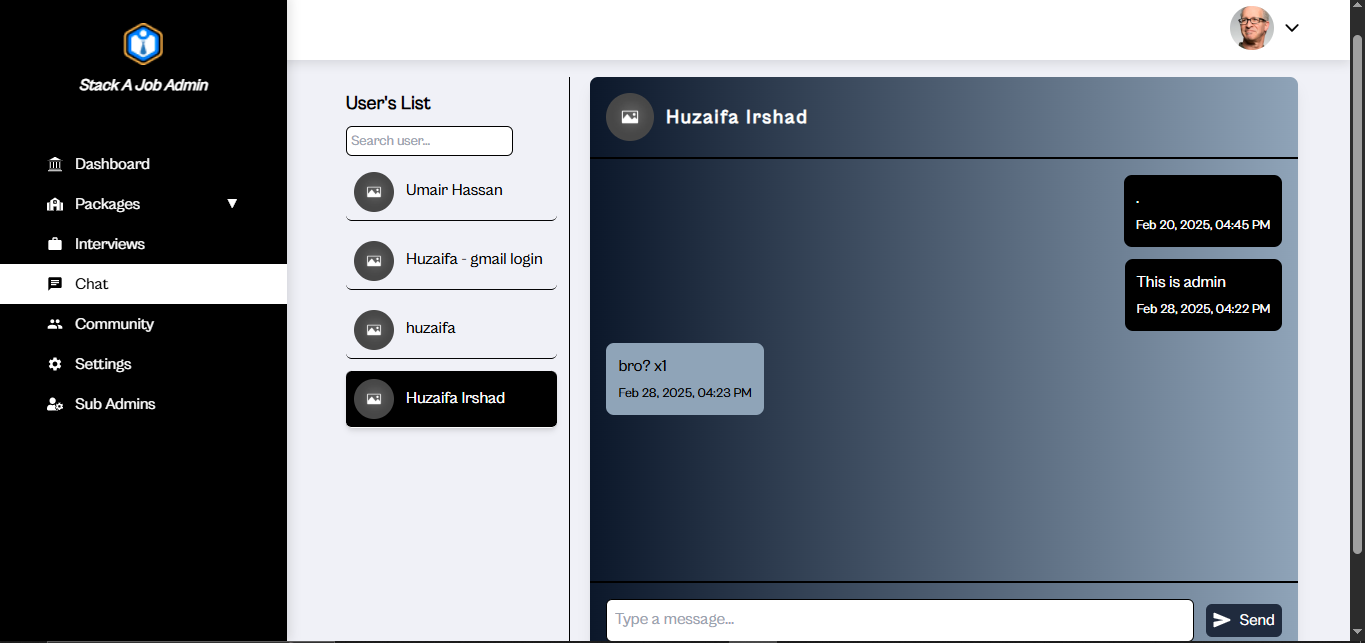 Stack A Job Admin
Dashboard
Packages
Interviews
Chat
Community
Settings
Sub Admins
User's List
Search user...
Umair Hassan
Huzaifa - gmail login
huzaifa
Huzaifa Irshad
Huzaifa Irshad
.
Feb 20, 2025, 04:45 PM
This is admin
Feb 28, 2025, 04:22 PM
bro? x1
Feb 28, 2025, 04:23 PM
Type a message...
Send